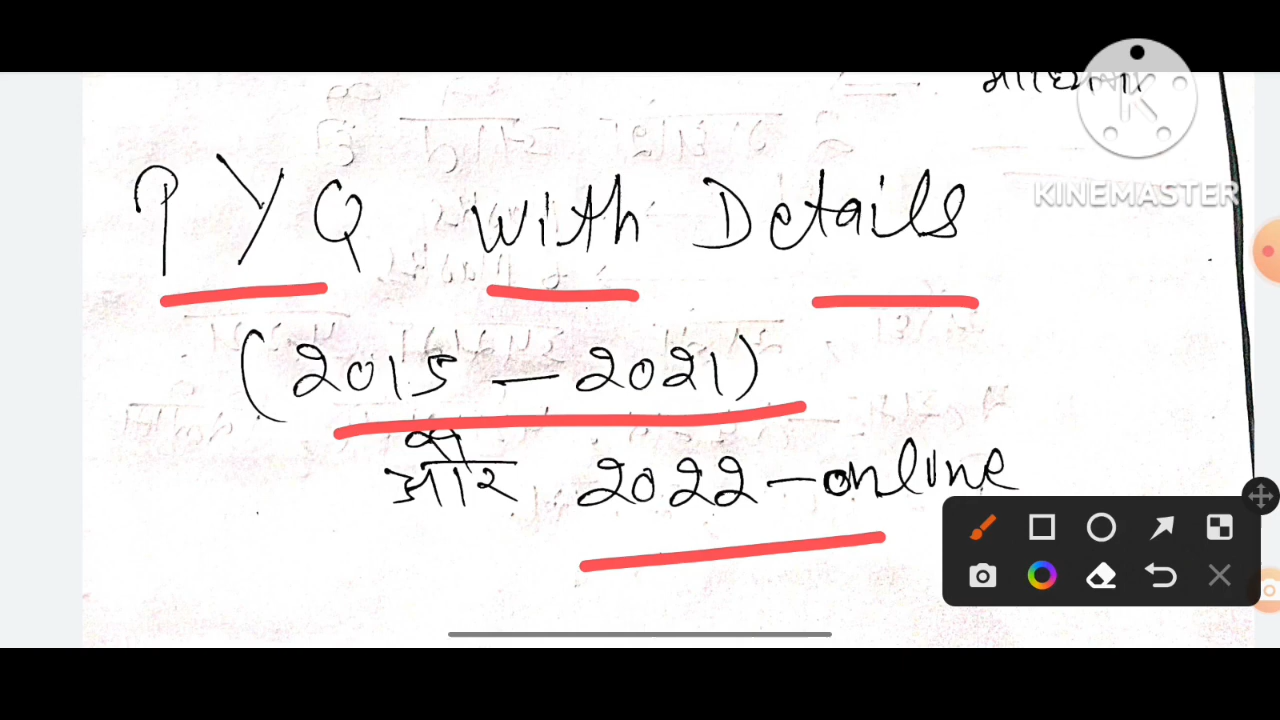 KINEMASTER
PYQ With Details
(2015 – 2021)
और 2022 – online